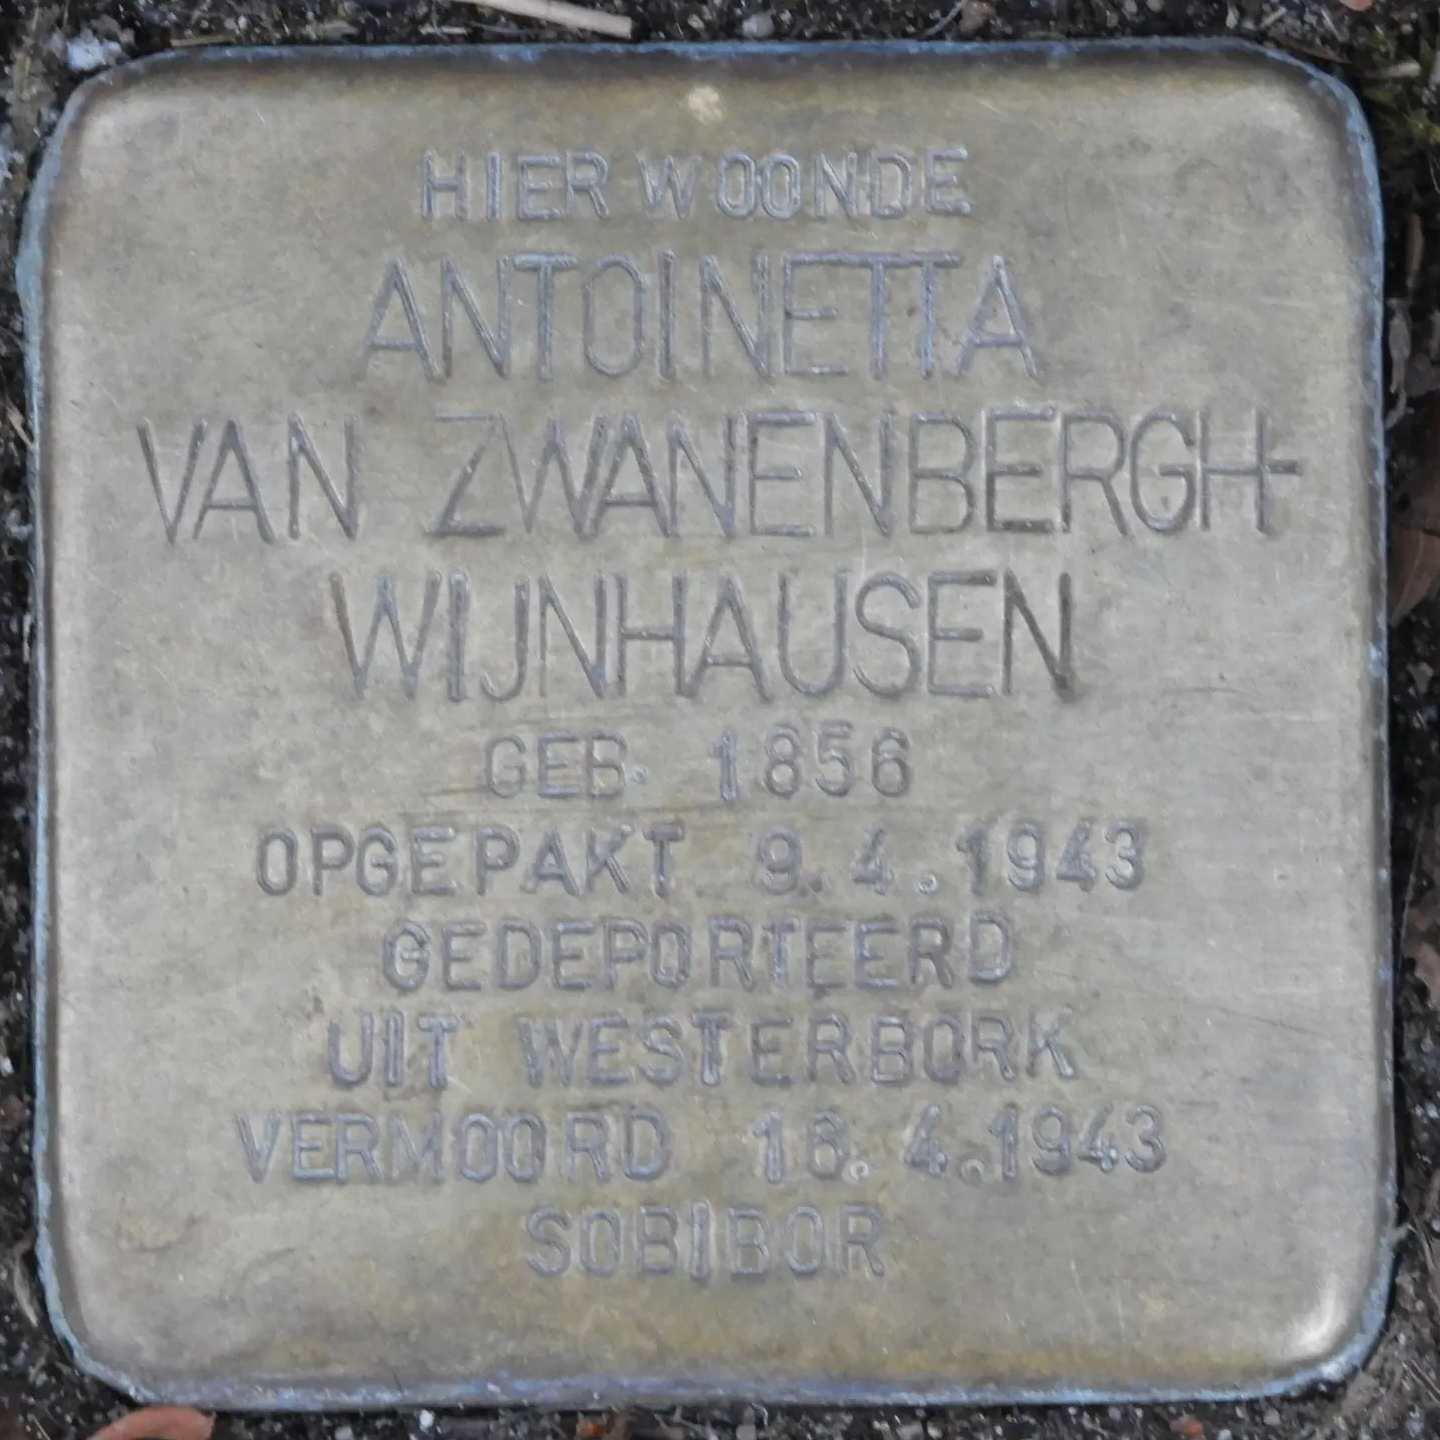 HIER WOONDE
ANTOINETTA
VAN ZWANENBERGH-
WIJNHAUSEN
GEB. 1856
OPGEPAKT 9.4.1943
GEDEPORTEERD
UIT WESTERBORK
VERMOORD 16.4.1943
SOBIBOR